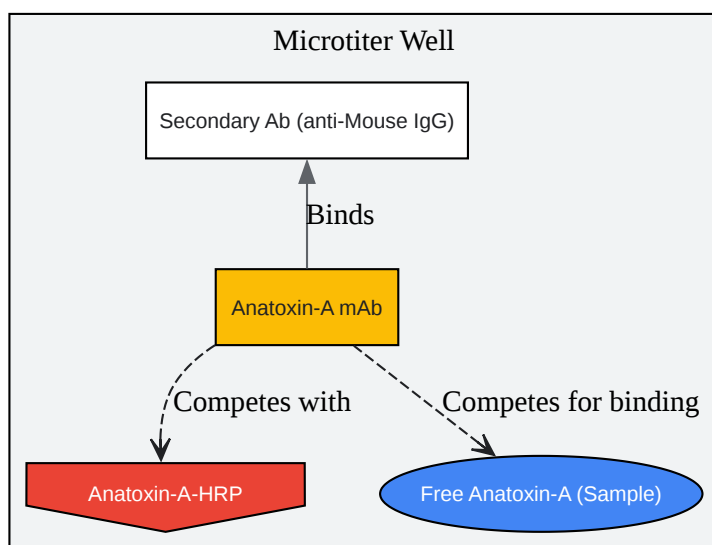 Microtiter Well
Secondary Ab (anti-Mouse IgG)
Binds
Anatoxin-A mAb
Competes with
Competes for binding
Anatoxin-A-HRP
Free Anatoxin-A (Sample)